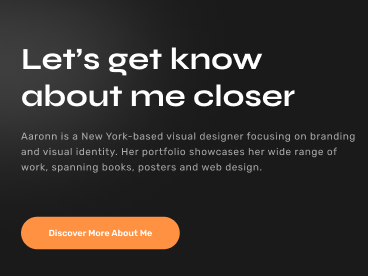 Let’s get know
about me closer
Aaronn is a New York-based visual designer focusing on branding
and visual identity. Her portfolio showcases her wide range of
work, spanning books, posters and web design.
Discover More About Me